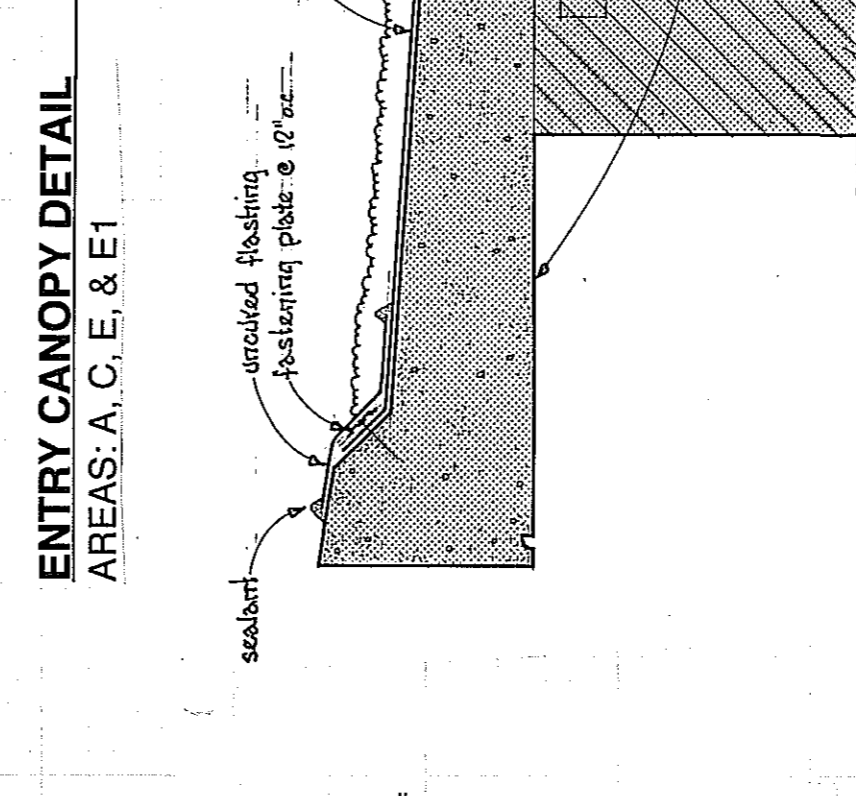 ENTRY CANOPY DETAIL
AREAS: A, C, E, & E1
sealant
uncured flashing
fastening plate @ 12" o.c.